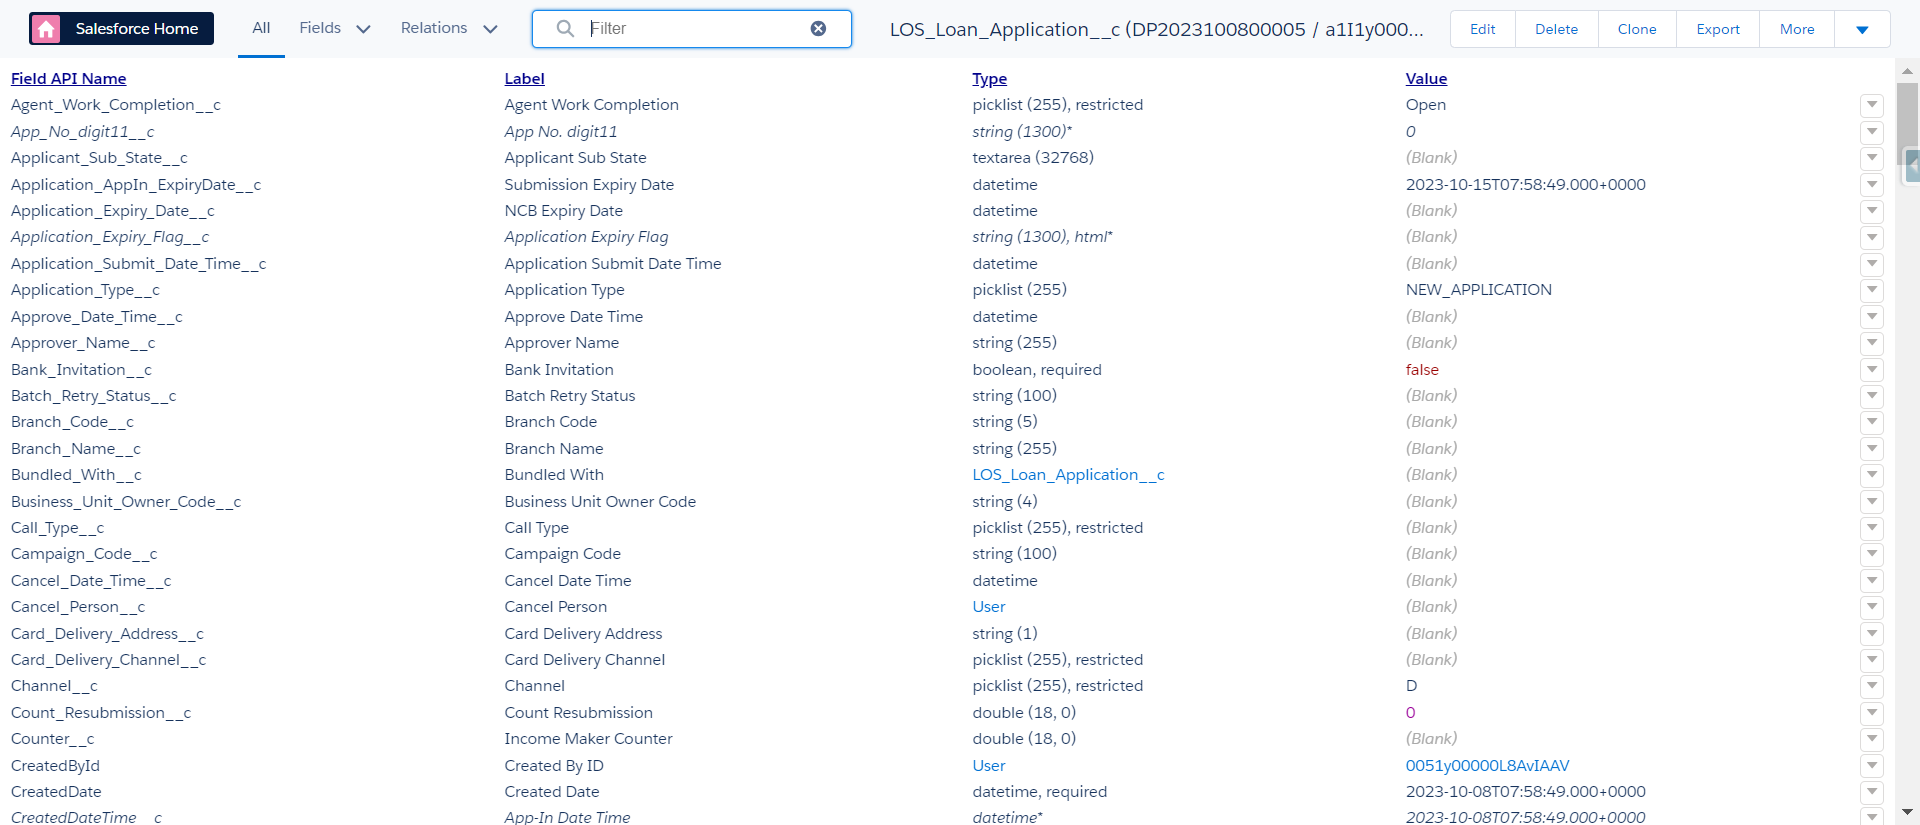 Salesforce Home All Fields Relations Filter LOS_Loan_Application__c (DP2023100800005 / a1I1y000... Edit Delete Clone Export More
Field API Name Label Type Value
Agent_Work_Completion__c Agent Work Completion picklist (255), restricted Open
App_No_digit11__c App No. digit11 string (1300)* 0
Applicant_Sub_State__c Applicant Sub State textarea (32768) (Blank)
Application_AppIn_ExpiryDate__c Submission Expiry Date datetime 2023-10-15T07:58:49.000+0000
Application_Expiry_Date__c NCB Expiry Date datetime (Blank)
Application_Expiry_Flag__c Application Expiry Flag string (1300), html* (Blank)
Application_Submit_Date_Time__c Application Submit Date Time datetime (Blank)
Application_Type__c Application Type picklist (255) NEW_APPLICATION
Approve_Date_Time__c Approve Date Time datetime (Blank)
Approver_Name__c Approver Name string (255) (Blank)
Bank_Invitation__c Bank Invitation boolean, required false
Batch_Retry_Status__c Batch Retry Status string (100) (Blank)
Branch_Code__c Branch Code string (5) (Blank)
Branch_Name__c Branch Name string (255) (Blank)
Bundled_With__c Bundled With LOS_Loan_Application__c (Blank)
Business_Unit_Owner_Code__c Business Unit Owner Code string (4) (Blank)
Call_Type__c Call Type picklist (255), restricted (Blank)
Campaign_Code__c Campaign Code string (100) (Blank)
Cancel_Date_Time__c Cancel Date Time datetime (Blank)
Cancel_Person__c Cancel Person User (Blank)
Card_Delivery_Address__c Card Delivery Address string (1) (Blank)
Card_Delivery_Channel__c Card Delivery Channel picklist (255), restricted (Blank)
Channel__c Channel picklist (255), restricted D
Count_Resubmission__c Count Resubmission double (18, 0) 0
Counter__c Income Maker Counter double (18, 0) (Blank)
CreatedById Created By ID User 0051y00000L8AvIAAV
CreatedDate Created Date datetime, required 2023-10-08T07:58:49.000+0000
CreatedDateTime__c App-In Date Time datetime* 2023-10-08T07:58:49.000+0000